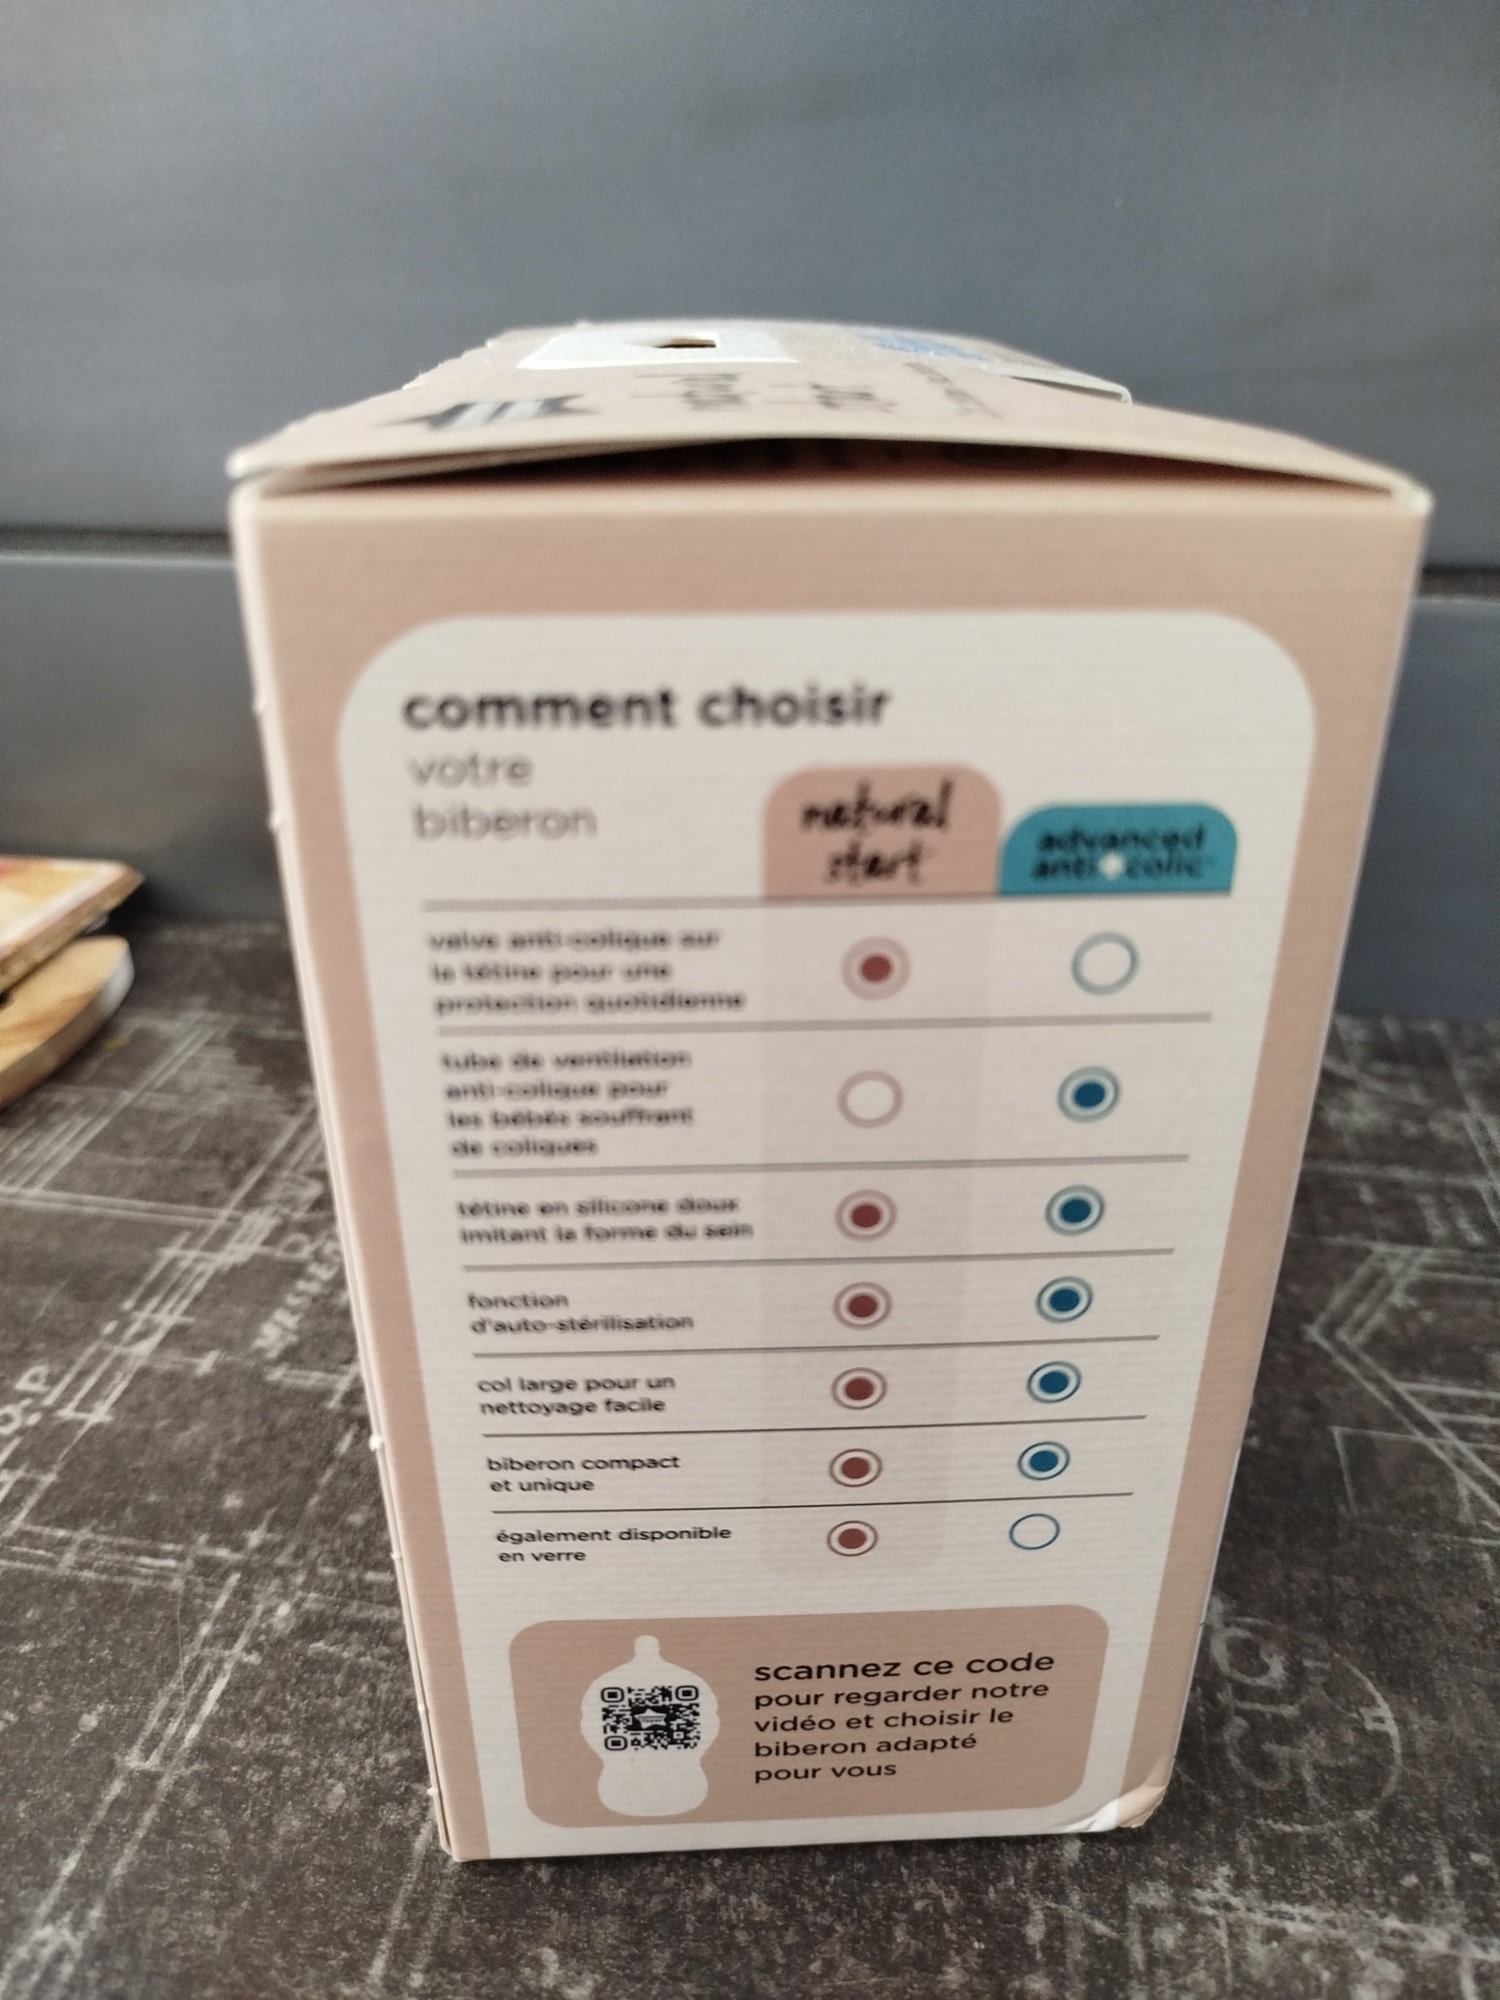 comment choisir
votre
biberon
natural
start
advanced
anti colic
valve anti-colique sur
la tétine pour une
protection quotidienne
tube de ventilation
anti-colique pour
les bébés souffrant
de coliques
tétine en silicone doux
imitant la forme du sein
fonction
d'auto-stérilisation
col large pour un
nettoyage facile
biberon compact
et unique
également disponible
en verre
scannez ce code
pour regarder notre
vidéo et choisir le
biberon adapté
pour vous